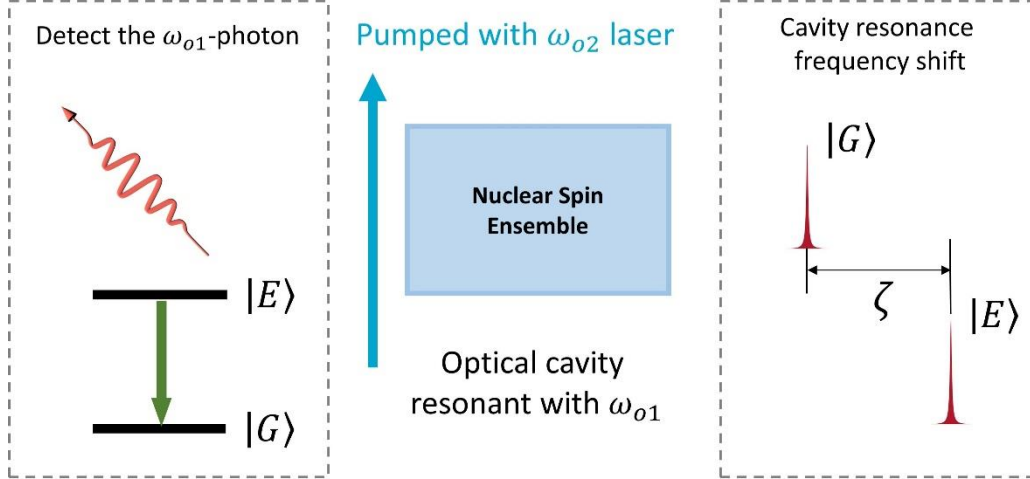 Detect the ω_{o1}-photon
|E⟩
|G⟩
Pumped with ω_{o2} laser
Nuclear Spin
Ensemble
Optical cavity
resonant with ω_{o1}
Cavity resonance
frequency shift
|G⟩
ζ
|E⟩